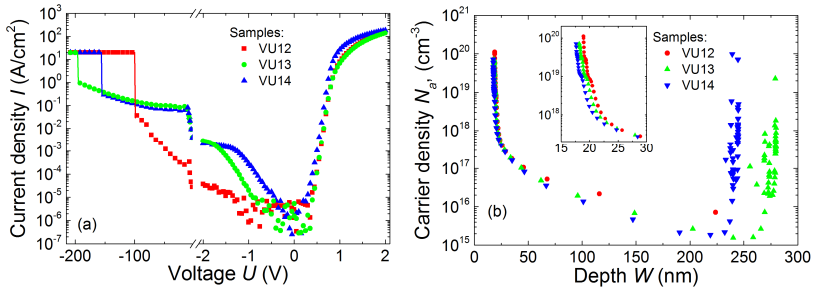 Samples:
VU12
VU13
VU14
10³
10²
10¹
10⁰
10⁻¹
10⁻²
10⁻³
10⁻⁴
10⁻⁵
10⁻⁶
10⁻⁷
Current density I (A/cm²)
(a)
-200 -100 -2 -1 0 1 2
Voltage U (V)
Samples:
VU12
VU13
VU14
10²¹
10²⁰
10¹⁹
10¹⁸
10¹⁷
10¹⁶
10¹⁵
Carrier density Nₐ, (cm⁻³)
10²⁰
10¹⁹
10¹⁸
15 20 25 30
(b)
0 50 100 150 200 250 300
Depth W (nm)